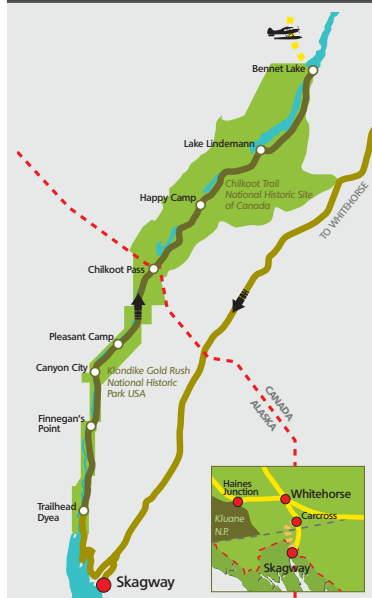 Bennet Lake
Lake Lindemann
Chilkoot Trail
National Historic Site
of Canada
Happy Camp
TO WHITEHORSE
Chilkoot Pass
Pleasant Camp
Canyon City
Klondike Gold Rush
National Historic
Park USA
CANADA
ALASKA
Finnegan's
Point
Trailhead
Dyea
Skagway
Haines
Junction
Whitehorse
Carcross
Kluane
N.P.
Skagway